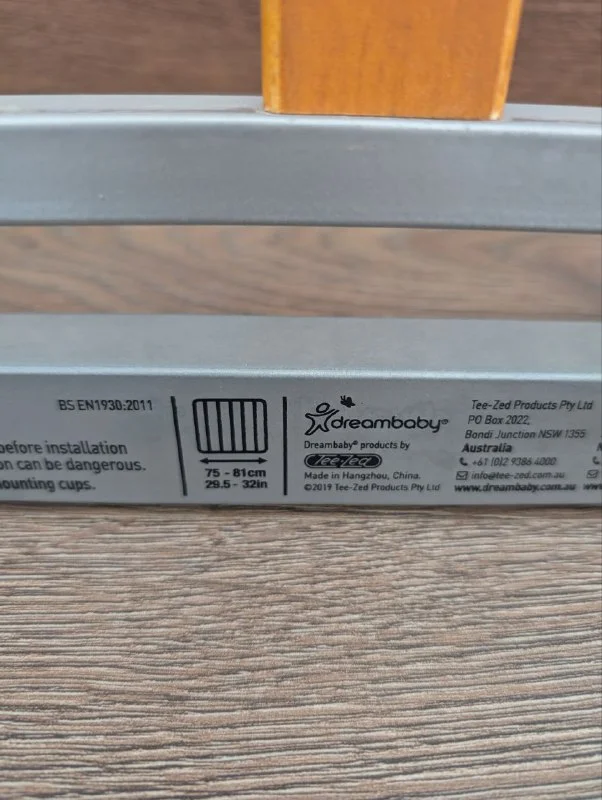 BS EN1930:2011
before installation
on can be dangerous.
ounting cups.
75 - 81cm
29.5 - 32in
dreambaby®
Dreambaby® products by
Tee-Zed
Made in Hangzhou, China.
©2019 Tee-Zed Products Pty Ltd
Tee-Zed Products Pty Ltd
PO Box 2022,
Bondi Junction NSW 1355
Australia
+61 (0)2 9386 4000
info@tee-zed.com.au
www.dreambaby.com.au